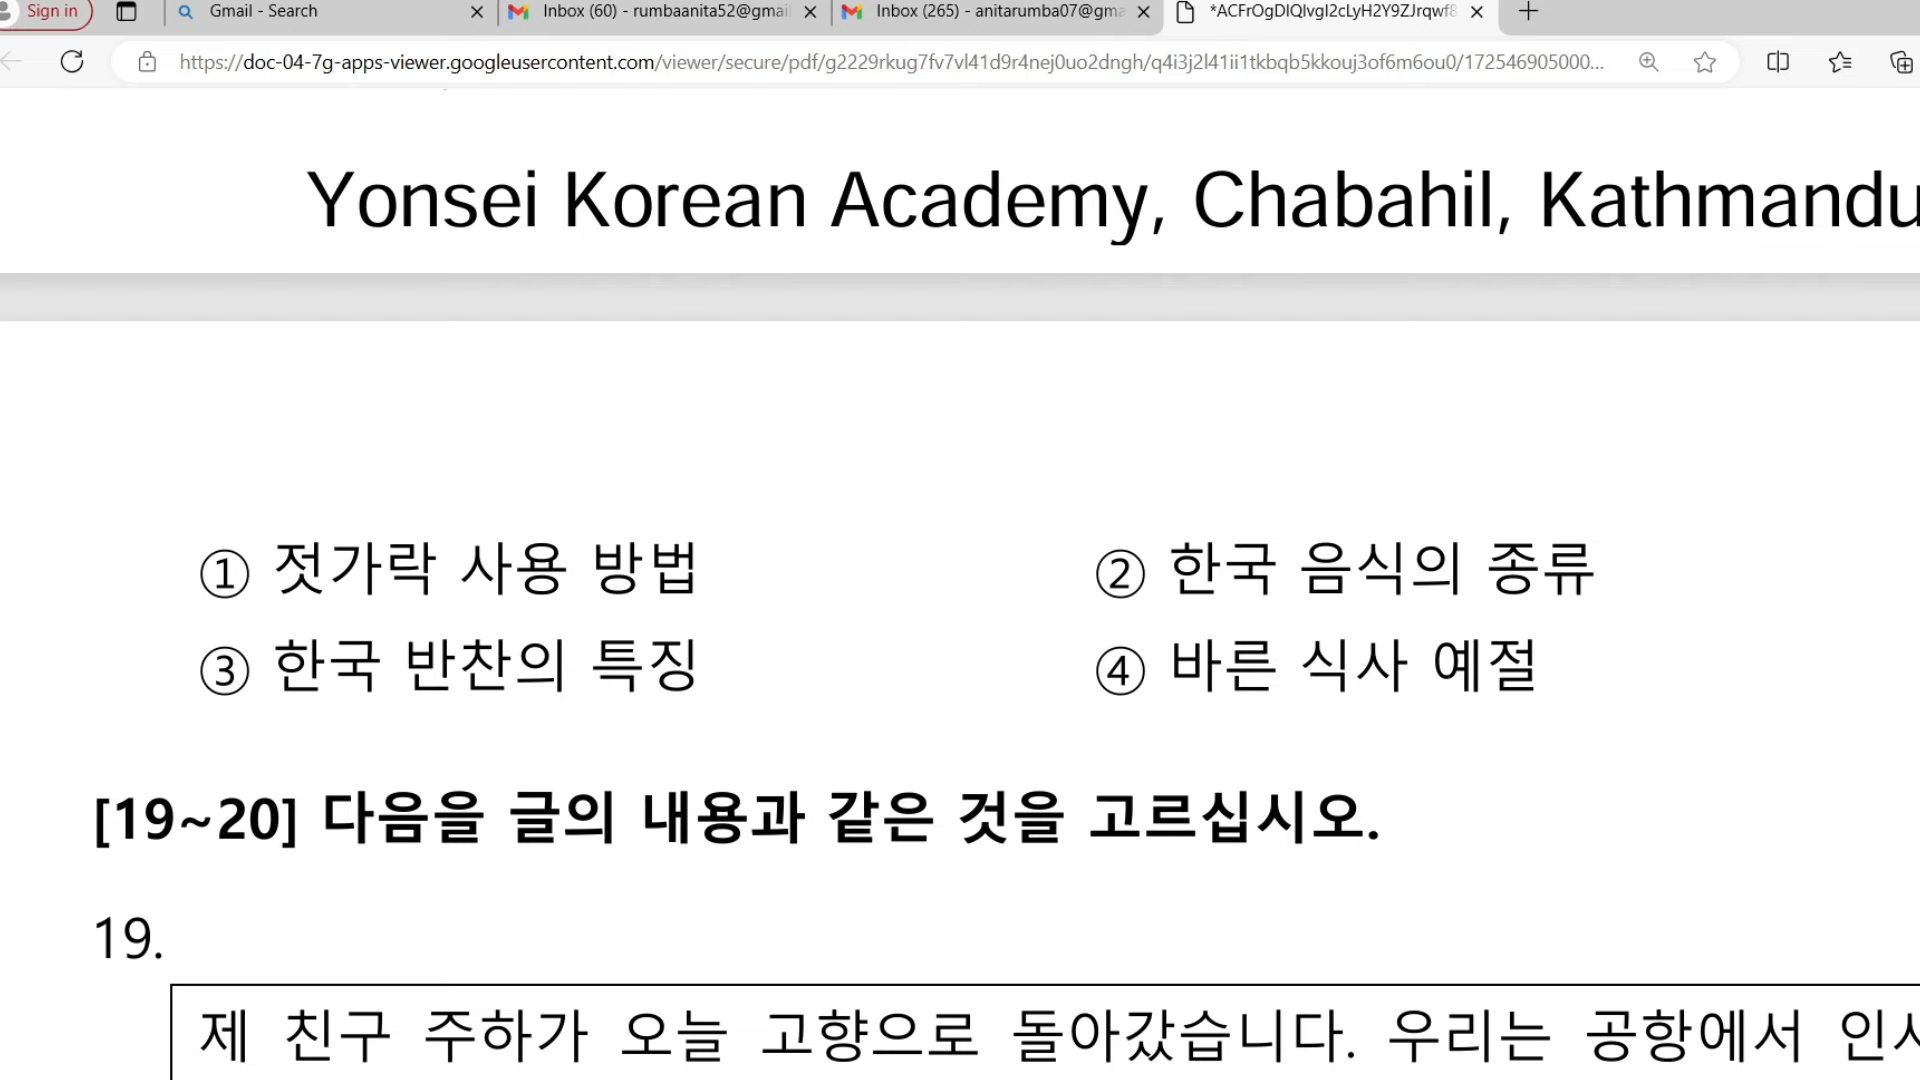 Sign in
Gmail - Search
Inbox (60) - rumbaanita52@gmai
Inbox (265) - anitarumba07@gma
https://doc-04-7g-apps-viewer.googleusercontent.com/viewer/secure/pdf/g2229rkug7fv7vl41d9r4nej0uo2dngh/q4i3j2l41ii1tkbqb5kkouj3of6m6ou0/172546905000...
Yonsei Korean Academy, Chabahil, Kathmandu
① 젓가락 사용 방법 ② 한국 음식의 종류
③ 한국 반찬의 특징 ④ 바른 식사 예절
[19~20] 다음을 글의 내용과 같은 것을 고르십시오.
19.
제 친구 주하가 오늘 고향으로 돌아갔습니다. 우리는 공항에서 인